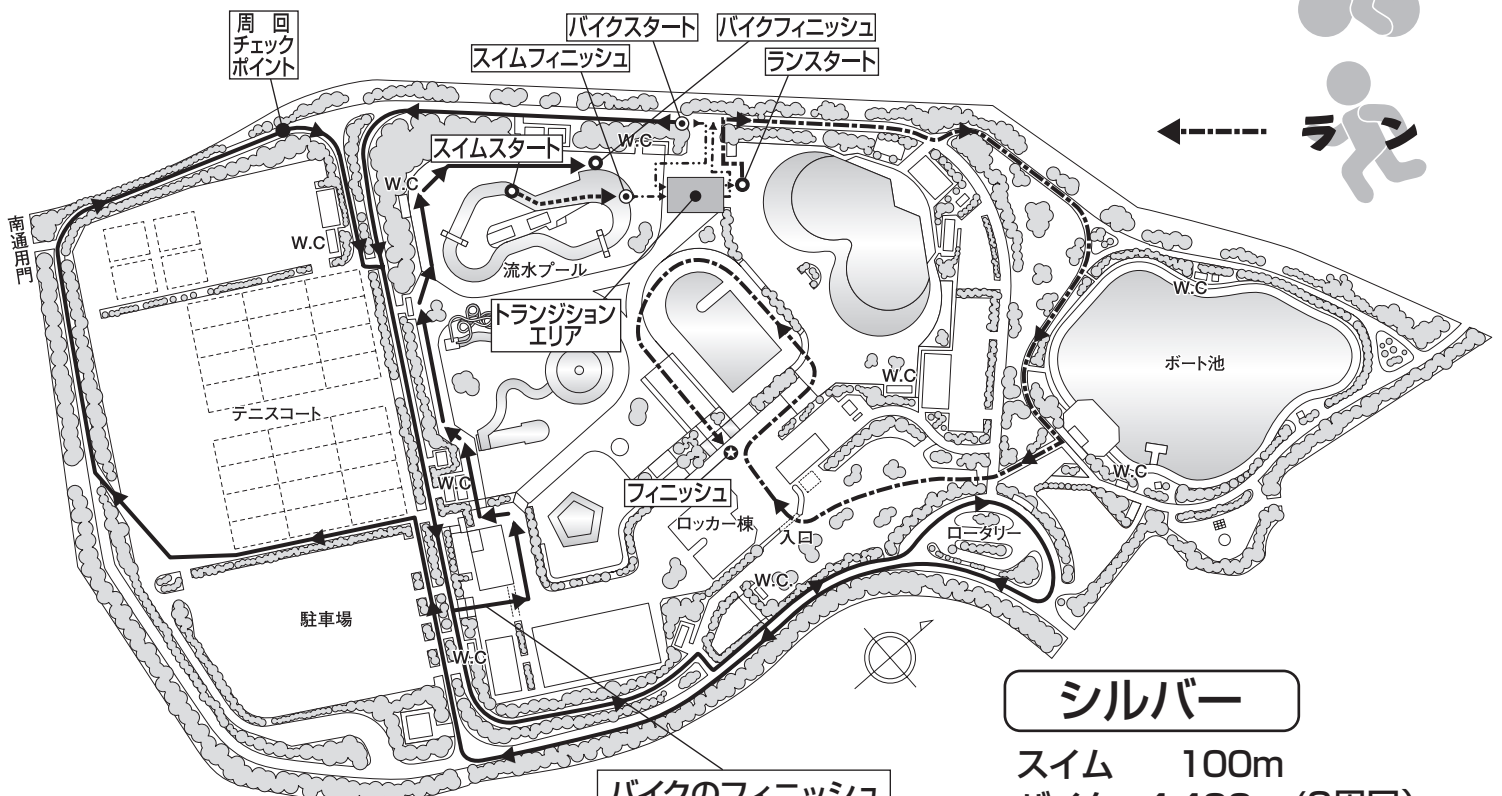 周　回
チェック
ポイント
バイクスタート
バイクフィニッシュ
スイムフィニッシュ
ランスタート
スイムスタート
W.C
W.C
ラン
W.C
南通用門
流水プール
トランジション
エリア
W.C
ボート池
W.C
テニスコート
W.C
W.C
フィニッシュ
ロッカー棟
入口
ロータリー
W.C.
駐車場
W.C
シルバー
スイム　100m
バイクのフィニッシュ